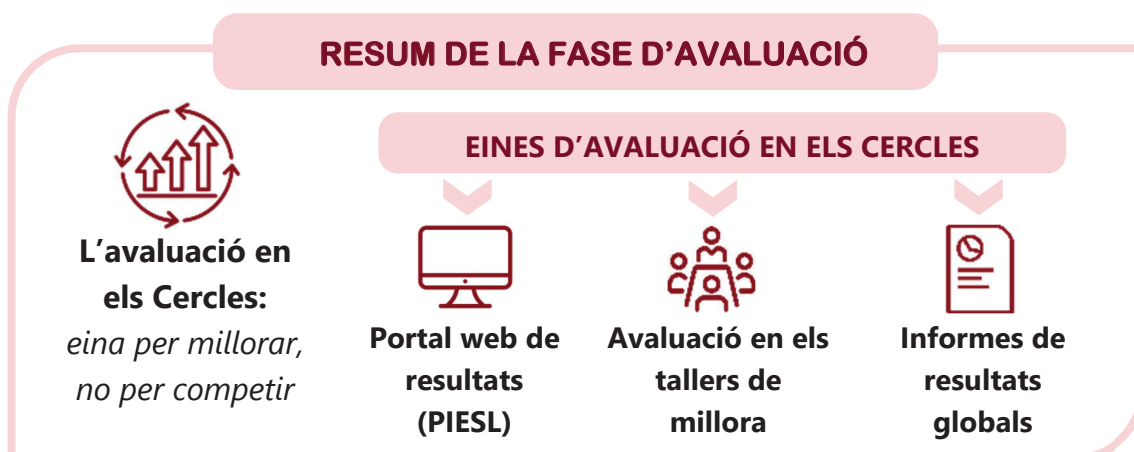 RESUM DE LA FASE D’AVALUACIÓ
L’avaluació en
els Cercles:
eina per millorar,
no per competir
EINES D’AVALUACIÓ EN ELS CERCLES
Portal web de
resultats
(PIESL)
Avaluació en els
tallers de
millora
Informes de
resultats
globals